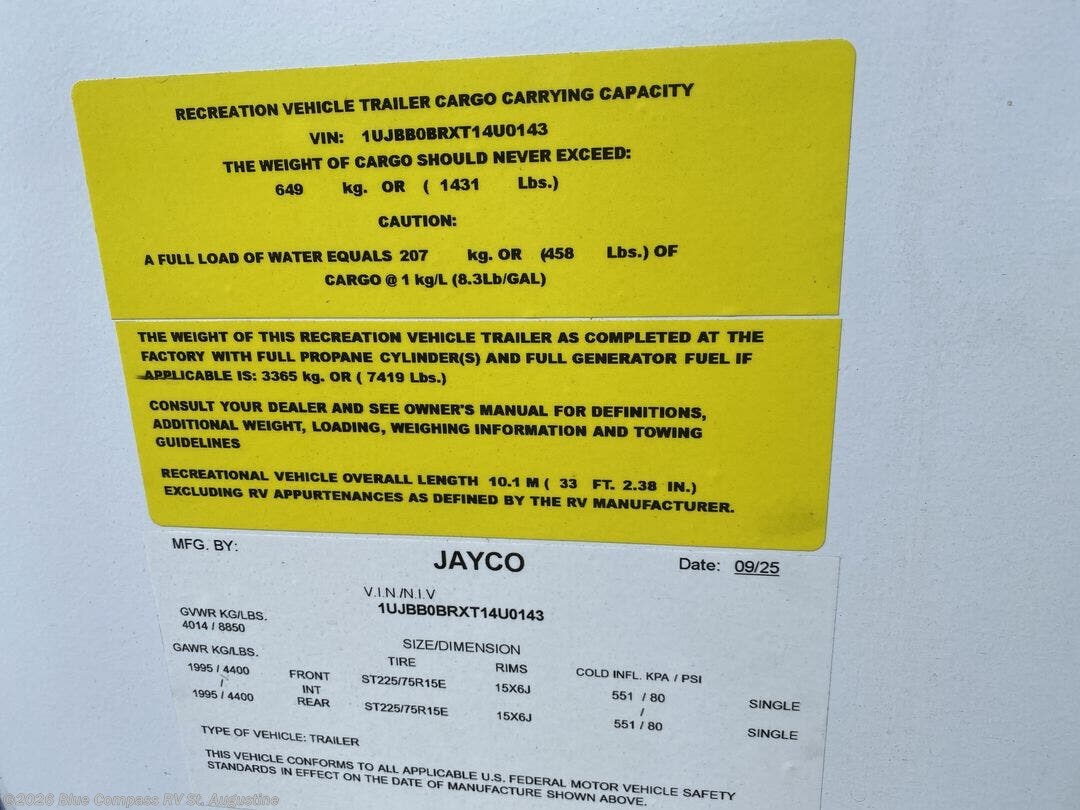 RECREATION VEHICLE TRAILER CARGO CARRYING CAPACITY
VIN: 1UJBB0BRXT14U0143
THE WEIGHT OF CARGO SHOULD NEVER EXCEED:
649 kg. OR ( 1431 Lbs.)
CAUTION:
A FULL LOAD OF WATER EQUALS 207 kg. OR (458 Lbs.) OF
CARGO @ 1 kg/L (8.3Lb/GAL)
THE WEIGHT OF THIS RECREATION VEHICLE TRAILER AS COMPLETED AT THE
FACTORY WITH FULL PROPANE CYLINDER(S) AND FULL GENERATOR FUEL IF
APPLICABLE IS: 3365 kg. OR ( 7419 Lbs.)
CONSULT YOUR DEALER AND SEE OWNER'S MANUAL FOR DEFINITIONS,
ADDITIONAL WEIGHT, LOADING, WEIGHING INFORMATION AND TOWING
GUIDELINES
RECREATIONAL VEHICLE OVERALL LENGTH 10.1 M ( 33 FT. 2.38 IN.)
EXCLUDING RV APPURTENANCES AS DEFINED BY THE RV MANUFACTURER.
MFG. BY: JAYCO Date: 09/25
V.I.N/N.I.V
1UJBB0BRXT14U0143
GVWR KG/LBS.
4014 / 8850
SIZE/DIMENSION
GAWR KG/LBS. TIRE RIMS COLD INFL. KPA / PSI
1995 / 4400 FRONT ST225/75R15E 15X6J 551 / 80 SINGLE
/ INT /
1995 / 4400 REAR ST225/75R15E 15X6J 551 / 80 SINGLE
TYPE OF VEHICLE: TRAILER
THIS VEHICLE CONFORMS TO ALL APPLICABLE U.S. FEDERAL MOTOR VEHICLE SAFETY
STANDARDS IN EFFECT ON THE DATE OF MANUFACTURE SHOWN ABOVE.
©2026 Blue Compass RV St. Augustine